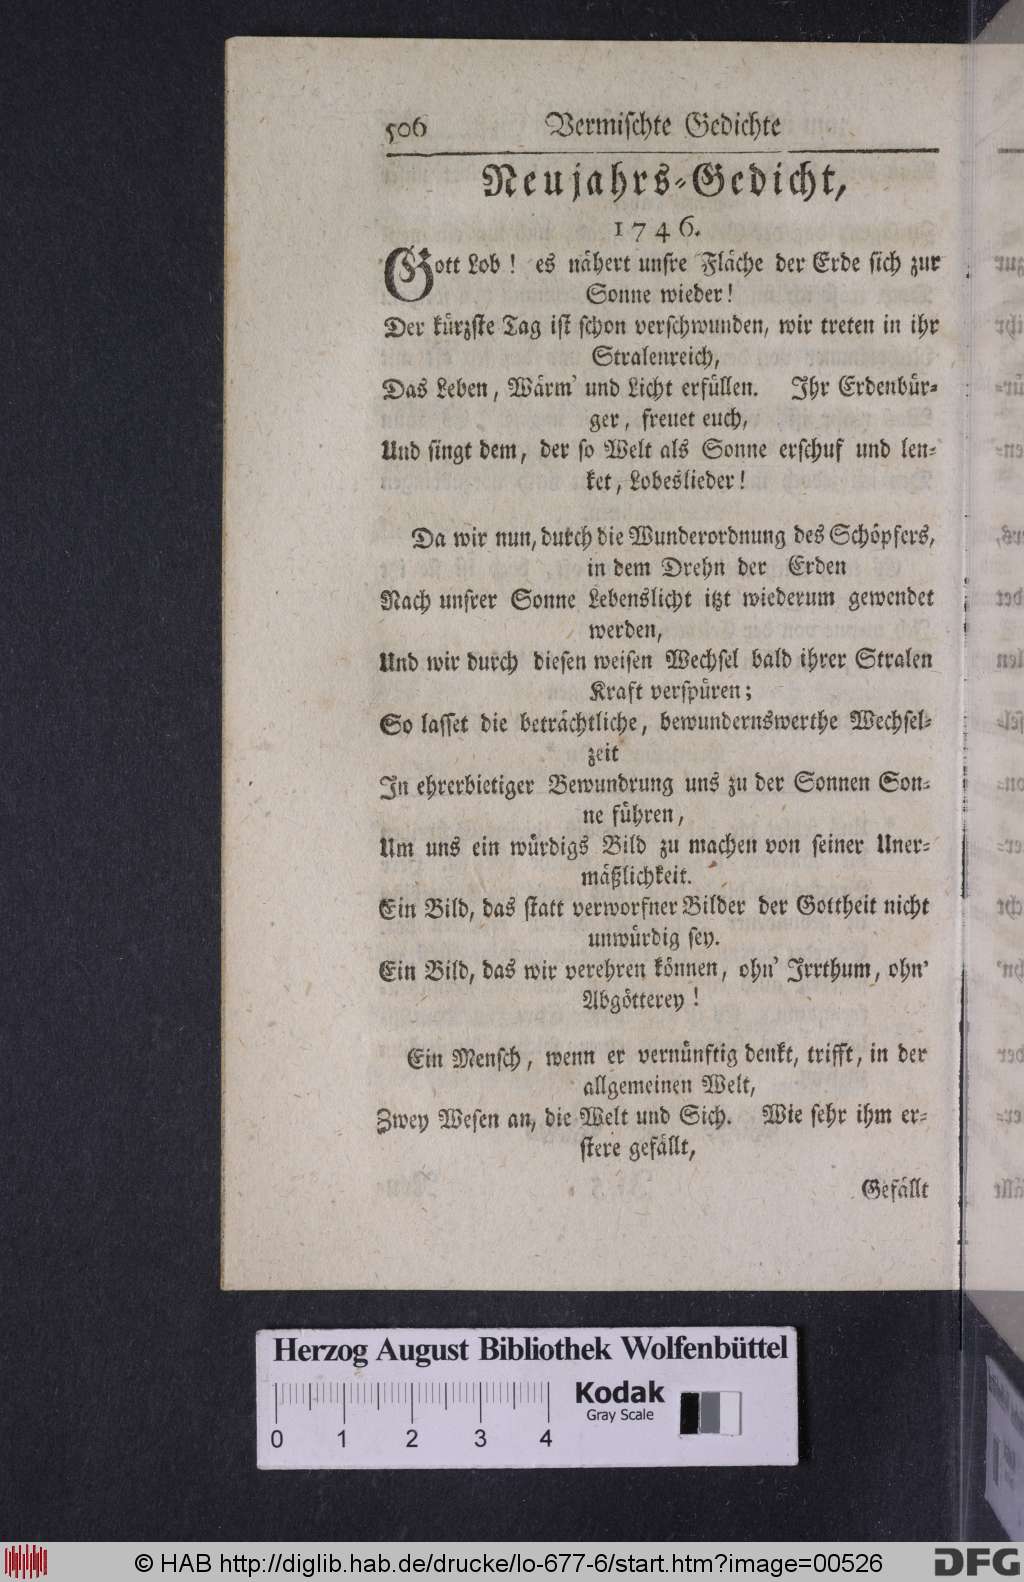 506 Vermischte Gedichte
Neujahrs-Gedicht,
1746.
Gott Lob! es nähert unsre Fläche der Erde sich zur
Sonne wieder!
Der kürzste Tag ist schon verschwunden, wir treten in ihr
Stralenreich,
Das Leben, Wärm' und Licht erfüllen. Ihr Erdenbür-
ger, freuet euch,
Und singt dem, der so Welt als Sonne erschuf und len-
ket, Lobeslieder!
Da wir nun, durch die Wunderordnung des Schöpfers,
in dem Drehn der Erden
Nach unsrer Sonne Lebenslicht itzt wiederum gewendet
werden,
Und wir durch diesen weisen Wechsel bald ihrer Stralen
Kraft verspüren;
So lasset die beträchtliche, bewundernswerthe Wechsel-
zeit
In ehrerbietiger Bewundrung uns zu der Sonnen Son-
ne führen,
Um uns ein würdigs Bild zu machen von seiner Uner-
mäßlichkeit.
Ein Bild, das statt verworfner Bilder der Gottheit nicht
unwürdig sey.
Ein Bild, das wir verehren können, ohn' Irrthum, ohn'
Abgötterey!
Ein Mensch, wenn er vernünftig denkt, trifft, in der
allgemeinen Welt,
Zwey Wesen an, die Welt und Sich. Wie sehr ihm er-
stere gefällt,
Gefällt
Herzog August Bibliothek Wolfenbüttel
Kodak
Gray Scale
0 1 2 3 4
© HAB http://diglib.hab.de/drucke/lo-677-6/start.htm?image=00526
DFG